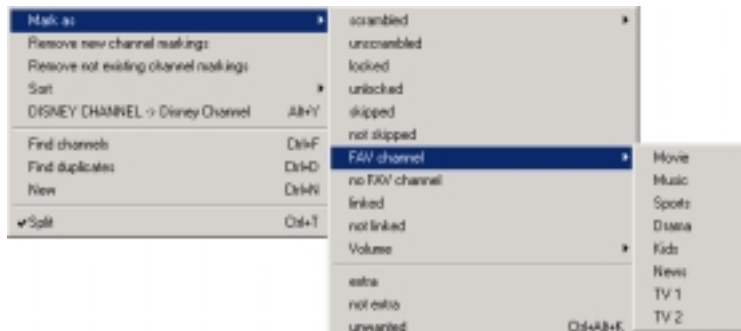 Mark as
Remove new channel markings
Remove not existing channel markings
Sort
DISNEY CHANNEL -> Disney Channel Alt+Y
Find channels Ctrl+F
Find duplicates Ctrl+D
New Ctrl+N
Split Ctrl+T
scrambled
unscrambled
locked
unlocked
skipped
not skipped
FAV channel
no FAV channel
linked
not linked
Volume
extra
not extra
unwanted Ctrl+Alt+K
Movie
Music
Sports
Drama
Kids
News
TV 1
TV 2